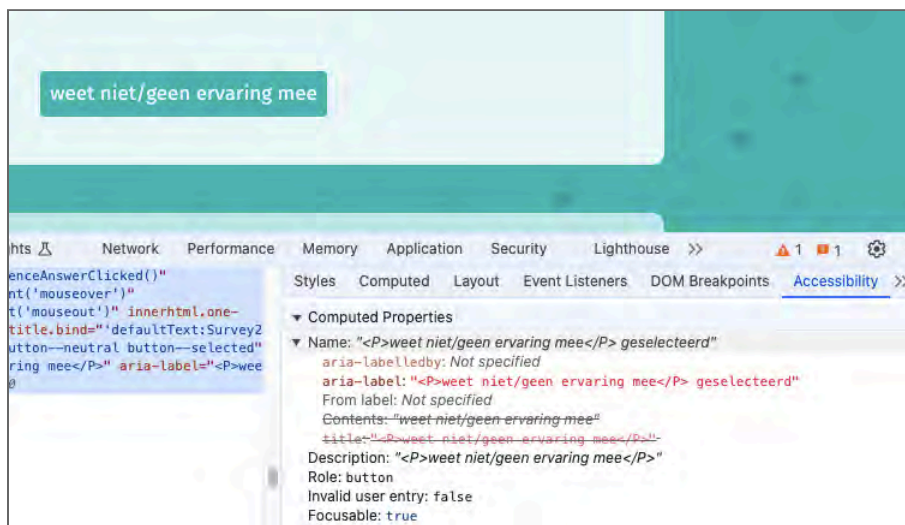 weet niet/geen ervaring mee
hts Network Performance Memory Application Security Lighthouse >> 1 1
Styles Computed Layout Event Listeners DOM Breakpoints Accessibility >>
enceAnswerClicked()"
nt('mouseover')"
t('mouseout')" innerhtml.one-
title.bind="'defaultText:Survey2
utton--neutral button--selected"
ring mee</P>" aria-label="<P>wee
▼ Computed Properties
▼ Name: "<P>weet niet/geen ervaring mee</P> geselecteerd"
aria-labelledby: Not specified
aria-label: "<P>weet niet/geen ervaring mee</P> geselecteerd"
From label: Not specified
Contents: "weet niet/geen ervaring mee"
title: "<P>weet niet/geen ervaring mee</P>"
Description: "<P>weet niet/geen ervaring mee</P>"
Role: button
Invalid user entry: false
Focusable: true